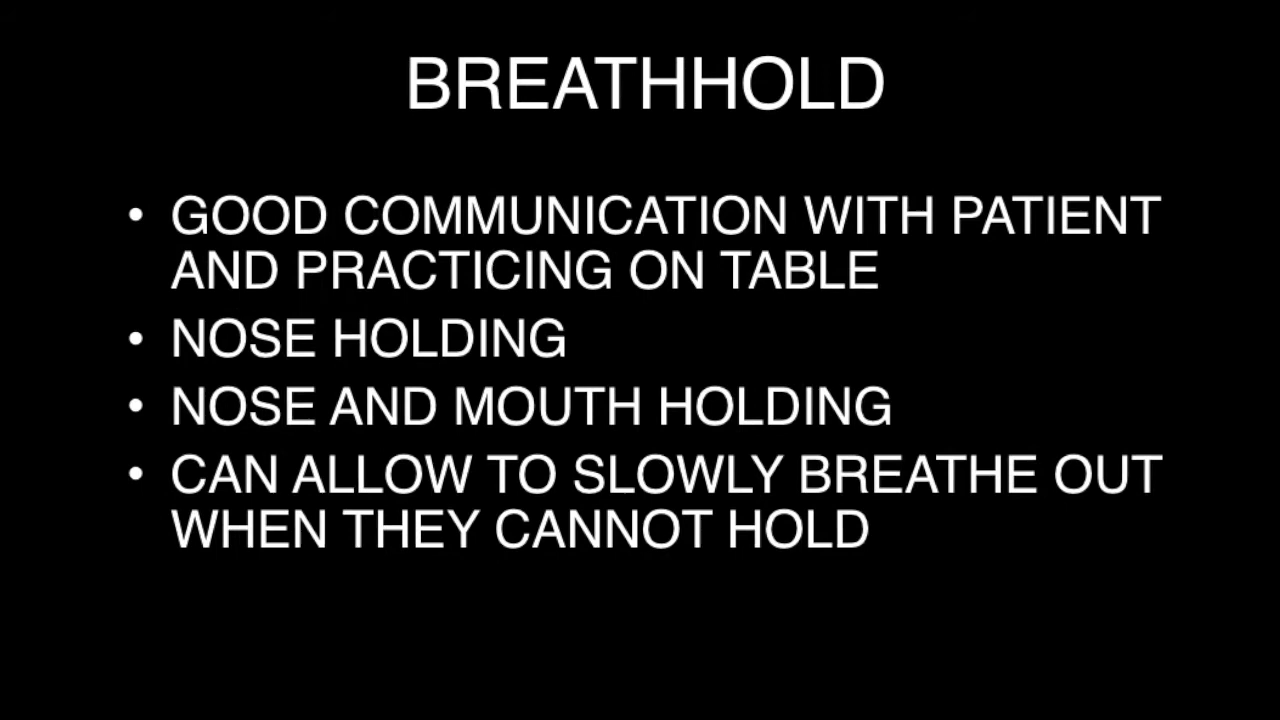 BREATHHOLD
• GOOD COMMUNICATION WITH PATIENT
AND PRACTICING ON TABLE
• NOSE HOLDING
• NOSE AND MOUTH HOLDING
• CAN ALLOW TO SLOWLY BREATHE OUT
WHEN THEY CANNOT HOLD